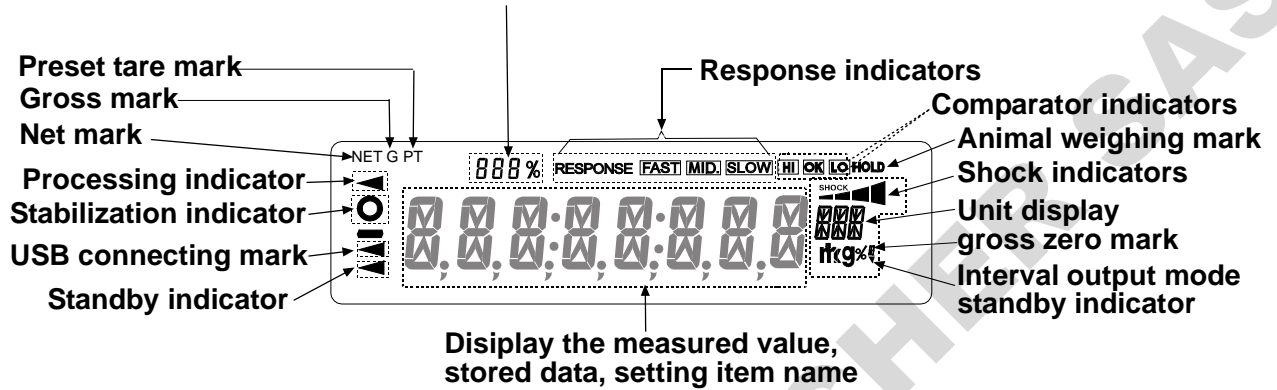 Preset tare mark
Gross mark
Net mark
Processing indicator
Stabilization indicator
USB connecting mark
Standby indicator
Response indicators
Comparator indicators
Animal weighing mark
Shock indicators
Unit display
gross zero mark
Interval output mode
standby indicator
NET G PT
888% RESPONSE FAST MID. SLOW HI OK LO HOLD
SHOCK
Disiplay the measured value,
stored data, setting item name